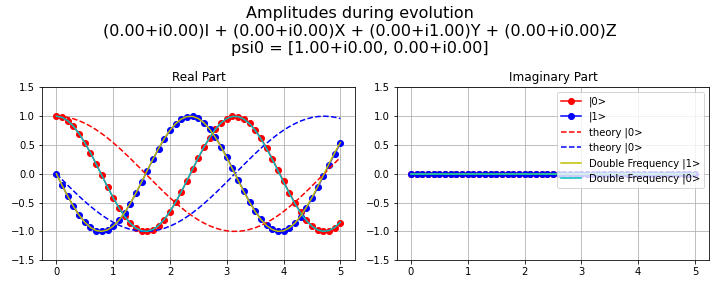 Amplitudes during evolution
(0.00+i0.00)I + (0.00+i0.00)X + (0.00+i1.00)Y + (0.00+i0.00)Z
psi0 = [1.00+i0.00, 0.00+i0.00]
Real Part
1.5
1.0
0.5
0.0
−0.5
−1.0
−1.5
0 1 2 3 4 5
Imaginary Part
1.5
1.0
0.5
0.0
−0.5
−1.0
−1.5
0 1 2 3 4 5
|0>
|1>
theory |0>
theory |0>
Double Frequency |1>
Double Frequency |0>